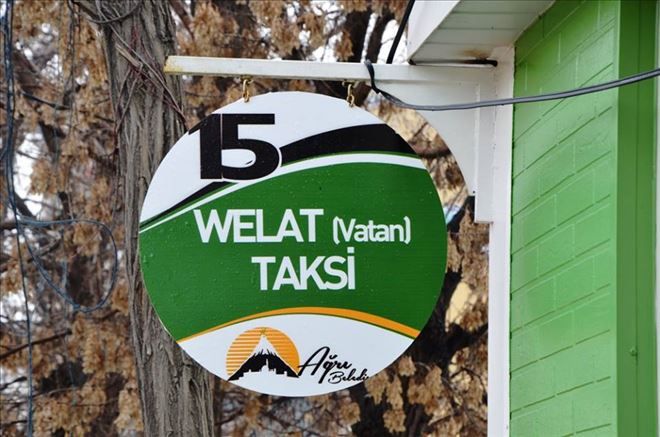 15
WELAT (Vatan)
TAKSİ
Ağrı